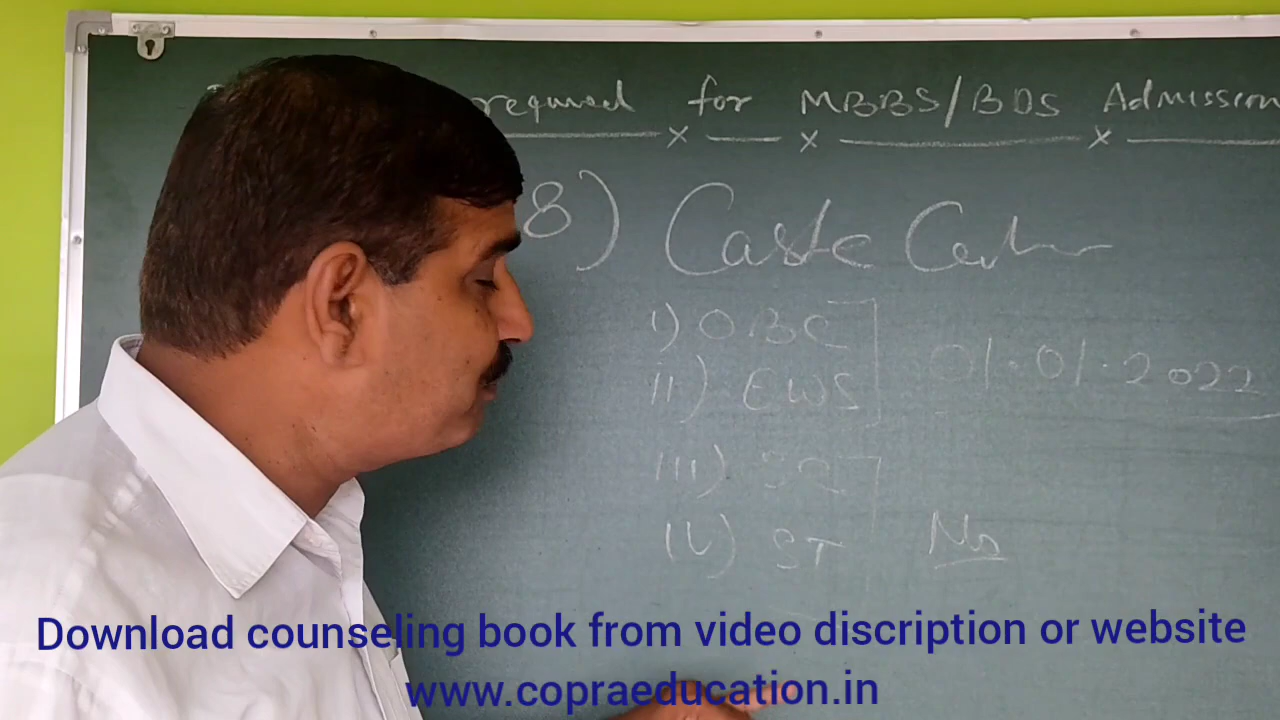 required for MBBS/BDS Admission
8) Caste
i) OBC
ii) EWS
01.01.2022
iii) SC
iv) ST
No
Download counseling book from video discription or website
www.copraeducation.in